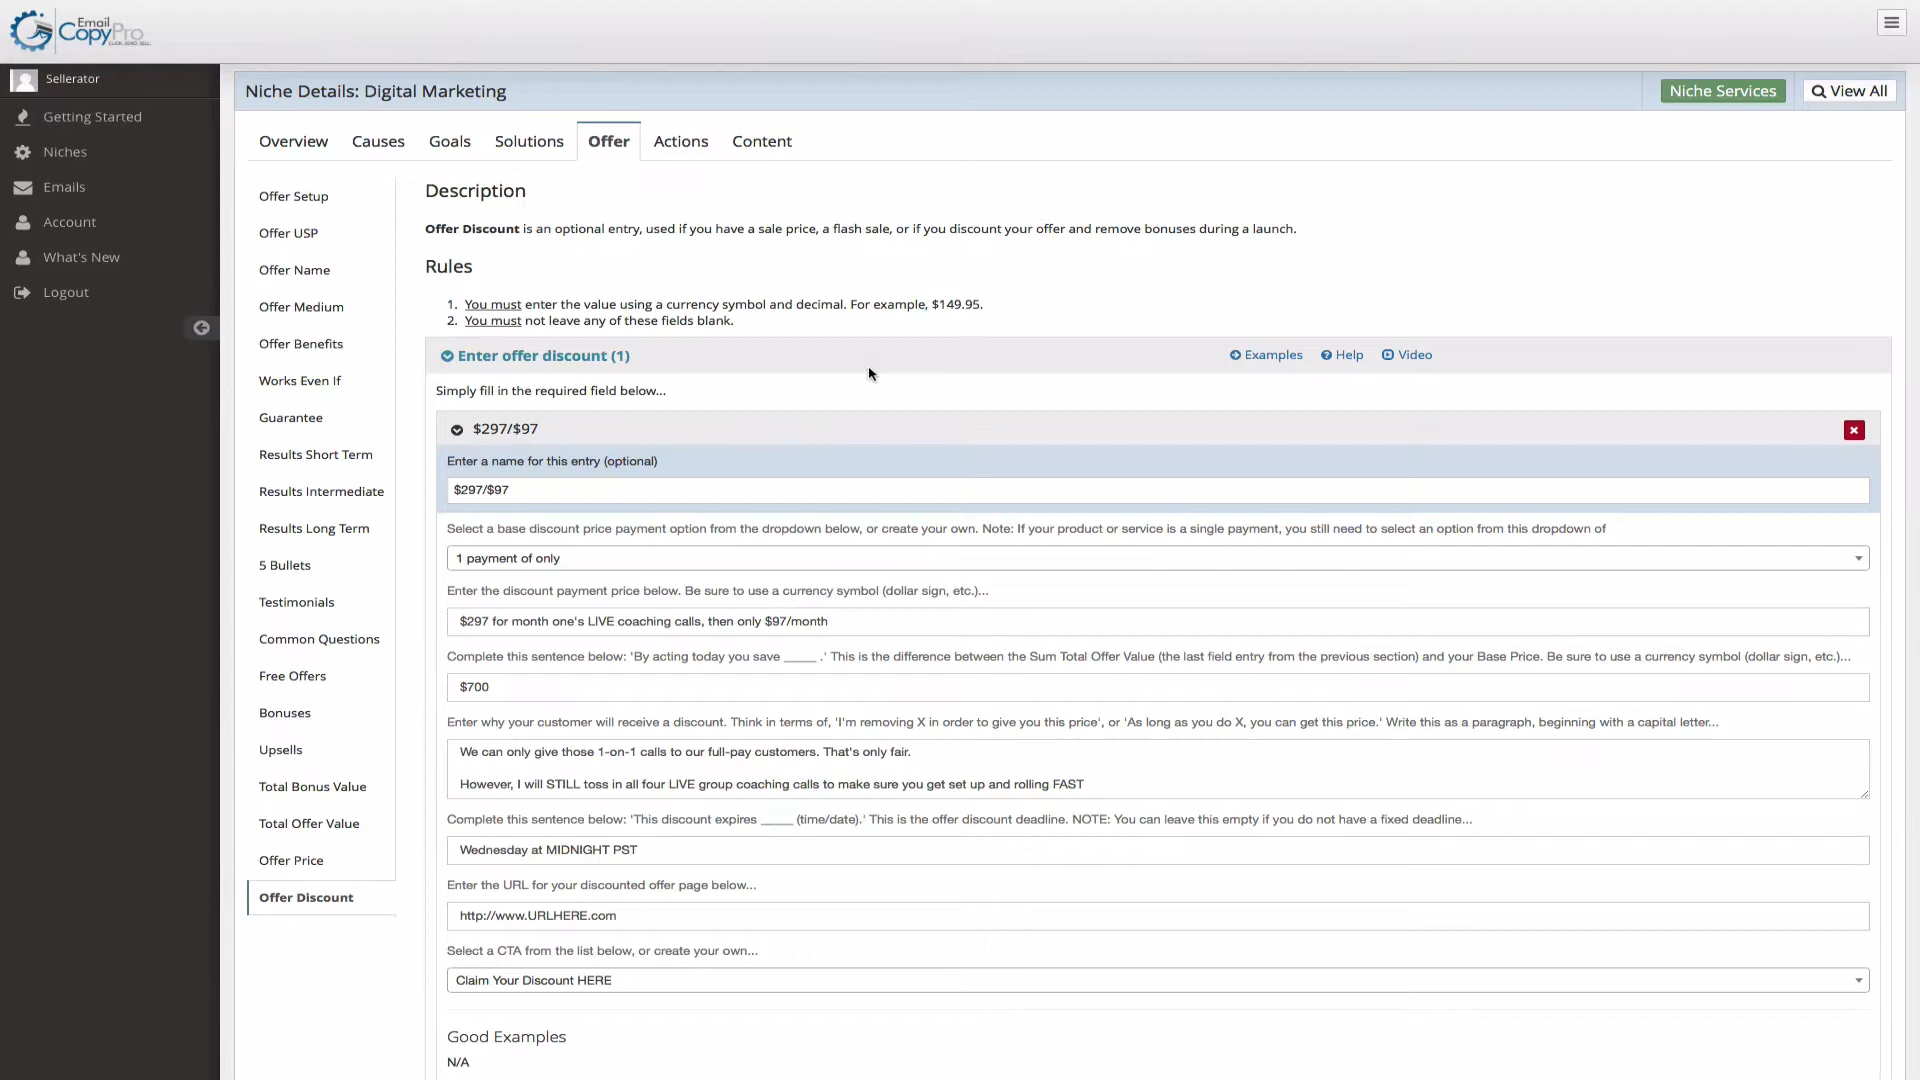 Email
CopyPro
CLICK. SEND. SELL.
Sellerator
Getting Started
Niches
Emails
Account
What's New
Logout
Niche Details: Digital Marketing
Niche Services
View All
Overview
Causes
Goals
Solutions
Offer
Actions
Content
Offer Setup
Offer USP
Offer Name
Offer Medium
Offer Benefits
Works Even If
Guarantee
Results Short Term
Results Intermediate
Results Long Term
5 Bullets
Testimonials
Common Questions
Free Offers
Bonuses
Upsells
Total Bonus Value
Total Offer Value
Offer Price
Offer Discount
Description
Offer Discount is an optional entry, used if you have a sale price, a flash sale, or if you discount your offer and remove bonuses during a launch.
Rules
1. You must enter the value using a currency symbol and decimal. For example, $149.95.
2. You must not leave any of these fields blank.
Enter offer discount (1)
Examples
Help
Video
Simply fill in the required field below...
$297/$97
Enter a name for this entry (optional)
$297/$97
Select a base discount price payment option from the dropdown below, or create your own. Note: If your product or service is a single payment, you still need to select an option from this dropdown of
1 payment of only
Enter the discount payment price below. Be sure to use a currency symbol (dollar sign, etc.)...
$297 for month one's LIVE coaching calls, then only $97/month
Complete this sentence below: 'By acting today you save _____ .' This is the difference between the Sum Total Offer Value (the last field entry from the previous section) and your Base Price. Be sure to use a currency symbol (dollar sign, etc.)...
$700
Enter why your customer will receive a discount. Think in terms of, 'I'm removing X in order to give you this price', or 'As long as you do X, you can get this price.' Write this as a paragraph, beginning with a capital letter...
We can only give those 1-on-1 calls to our full-pay customers. That's only fair.
However, I will STILL toss in all four LIVE group coaching calls to make sure you get set up and rolling FAST
Complete this sentence below: 'This discount expires _____ (time/date).' This is the offer discount deadline. NOTE: You can leave this empty if you do not have a fixed deadline...
Wednesday at MIDNIGHT PST
Enter the URL for your discounted offer page below...
http://www.URLHERE.com
Select a CTA from the list below, or create your own...
Claim Your Discount HERE
Good Examples
N/A